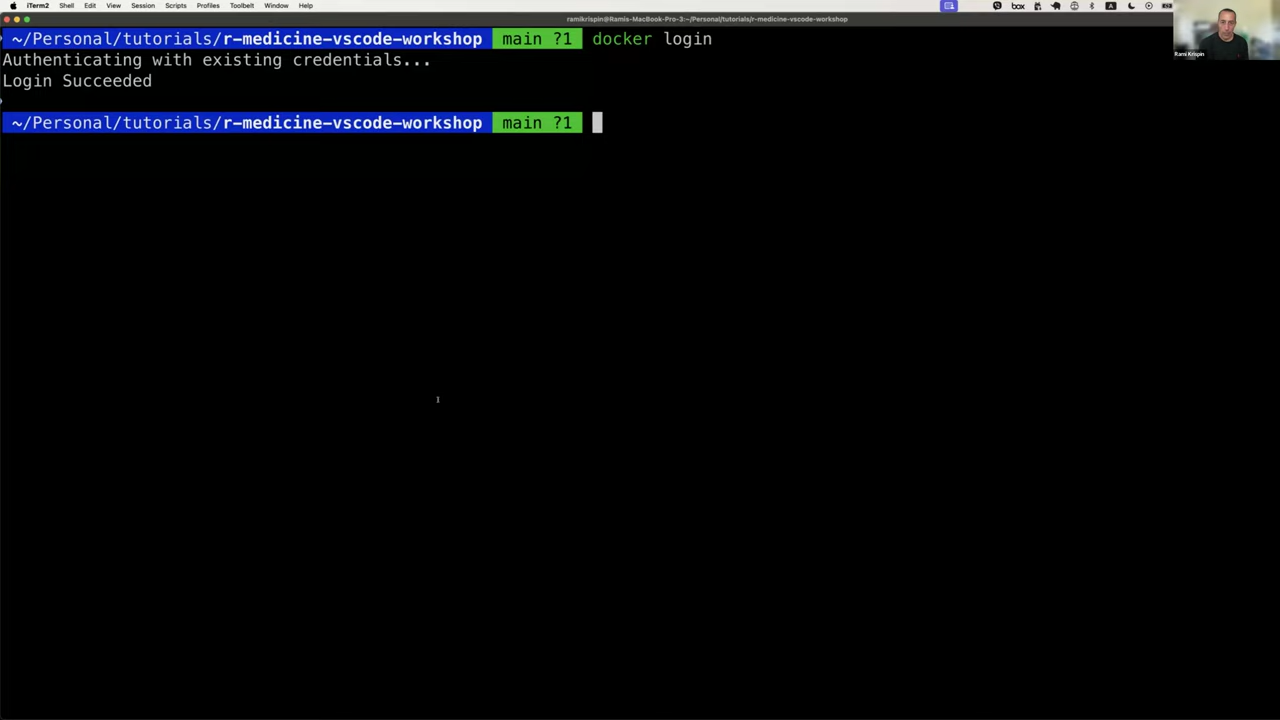 iTerm2 Shell Edit View Session Scripts Profiles Toolbelt Window Help
box A
ramikrispin@Ramis-MacBook-Pro-3:~/Personal/tutorials/r-medicine-vscode-workshop
Rami Krispin
~/Personal/tutorials/r-medicine-vscode-workshop main ?1 docker login
Authenticating with existing credentials...
Login Succeeded
~/Personal/tutorials/r-medicine-vscode-workshop main ?1